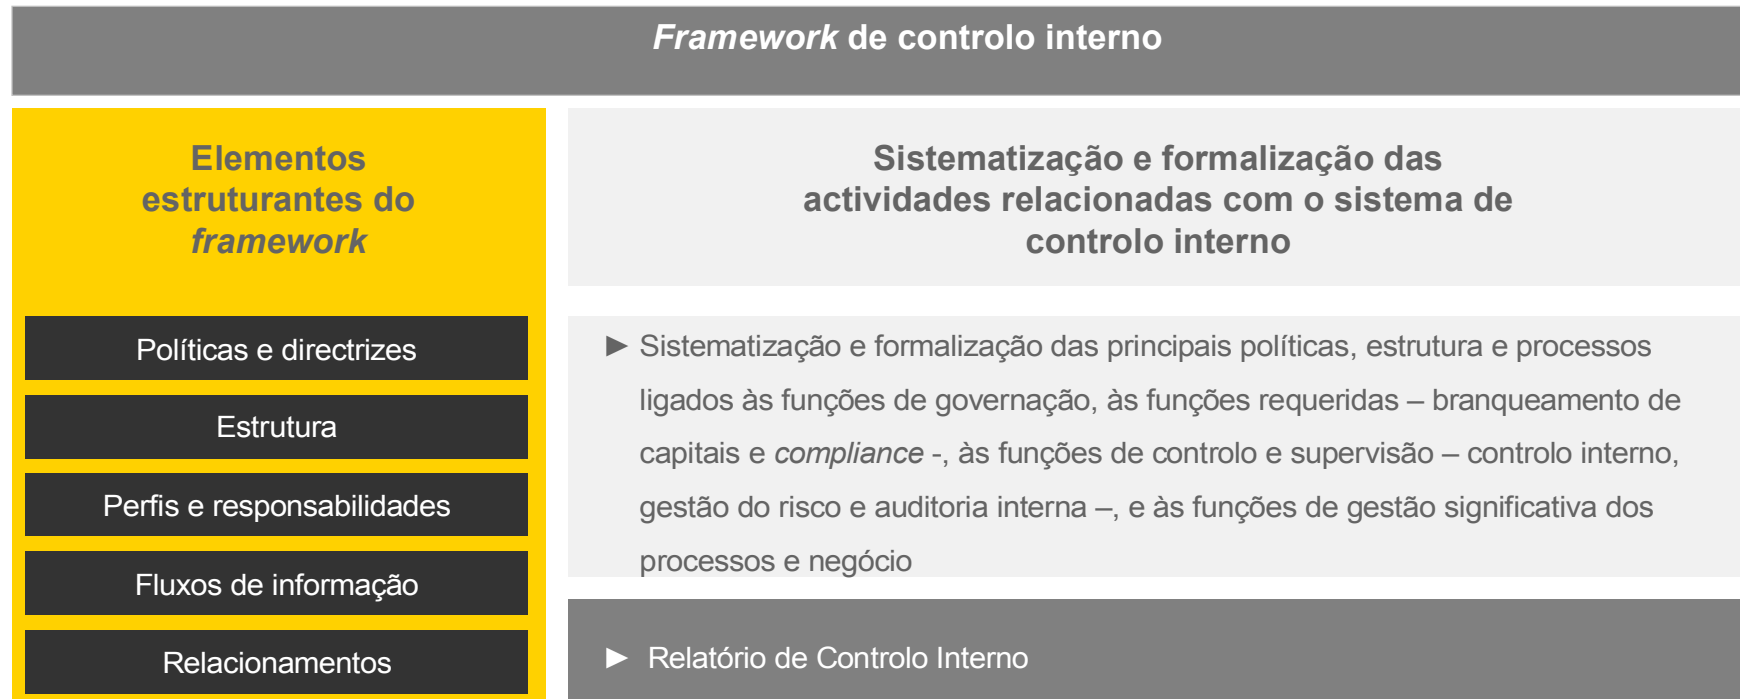 Framework de controlo interno
Elementos
estruturantes do
framework
Políticas e directrizes
Estrutura
Perfis e responsabilidades
Fluxos de informação
Relacionamentos
Sistematização e formalização das
actividades relacionadas com o sistema de
controlo interno
► Sistematização e formalização das principais políticas, estrutura e processos
ligados às funções de governação, às funções requeridas – branqueamento de
capitais e compliance -, às funções de controlo e supervisão – controlo interno,
gestão do risco e auditoria interna –, e às funções de gestão significativa dos
processos e negócio
► Relatório de Controlo Interno